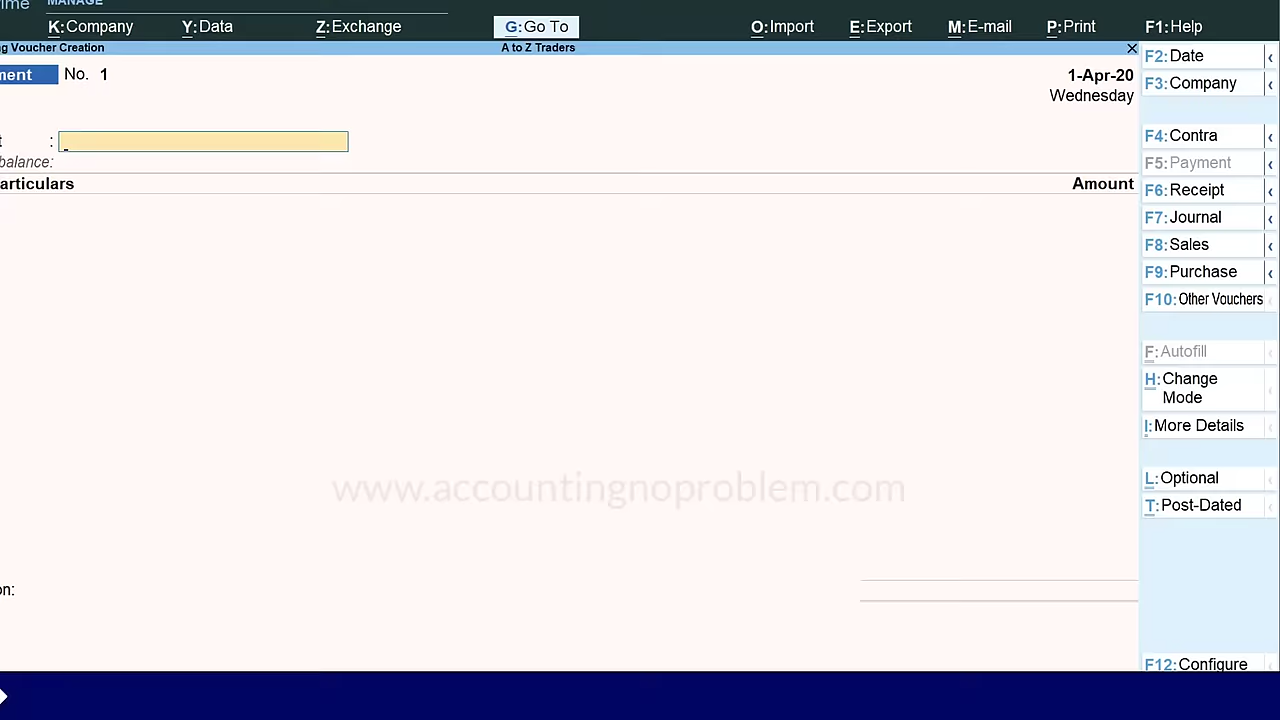 ime MANAGE
K:Company Y:Data Z:Exchange G:Go To O:Import E:Export M:E-mail P:Print F1:Help
g Voucher Creation A to Z Traders
ment No. 1 1-Apr-20
Wednesday
t :
balance:
articulars Amount
on:
F2:Date
F3:Company
F4:Contra
F5:Payment
F6:Receipt
F7:Journal
F8:Sales
F9:Purchase
F10:Other Vouchers
F:Autofill
H:Change
Mode
I:More Details
L:Optional
T:Post-Dated
F12:Configure
www.accountingnoproblem.com